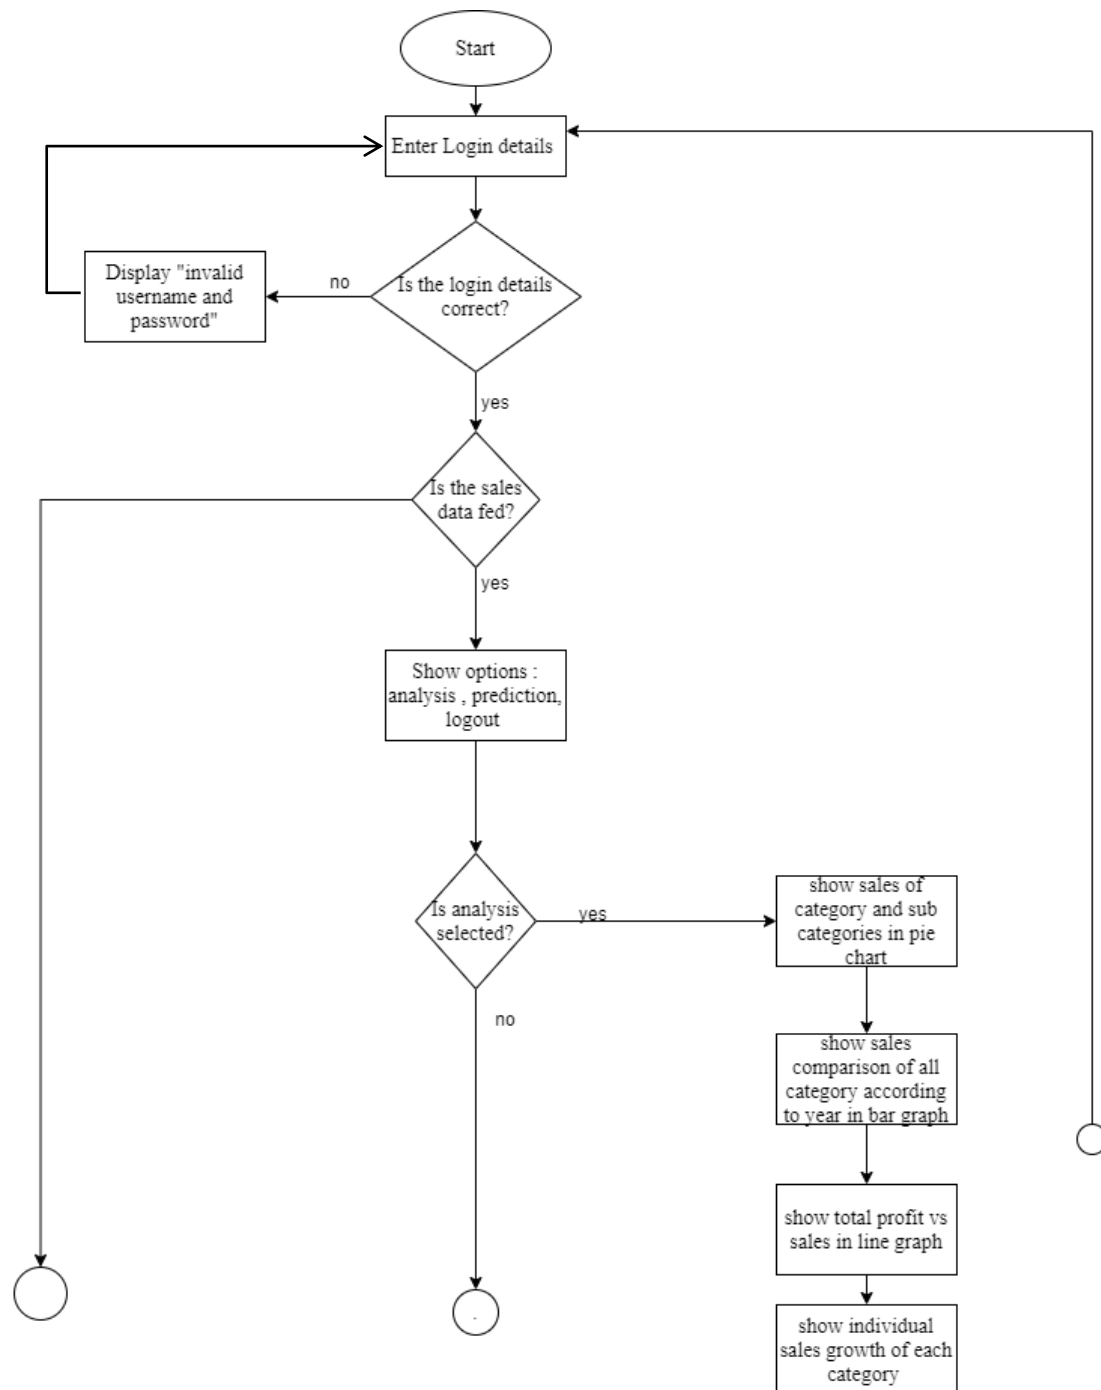 Start
Enter Login details
Display "invalid
username and
password"
no
Is the login details
correct?
yes
Is the sales
data fed?
yes
Show options :
analysis , prediction,
logout
Is analysis
selected?
yes
show sales of
category and sub
categories in pie
chart
no
show sales
comparison of all
category according
to year in bar graph
show total profit vs
sales in line graph
show individual
sales growth of each
category